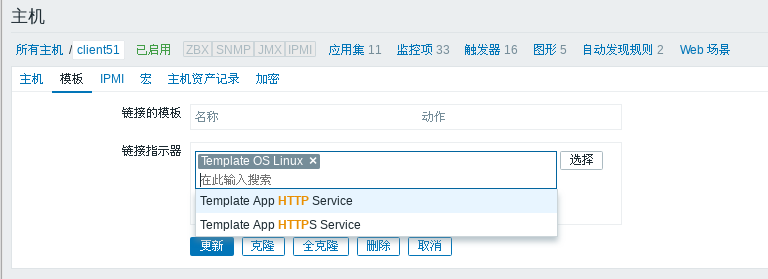 主机
所有主机 / client51 已启用 ZBX SNMP JMX IPMI 应用集 11 监控项 33 触发器 16 图形 5 自动发现规则 2 Web 场景
主机 模板 IPMI 宏 主机资产记录 加密
链接的模板 名称 动作
链接指示器 Template OS Linux ✕ 选择
在此输入搜索
Template App HTTP Service
Template App HTTPS Service
更新 克隆 全克隆 删除 取消